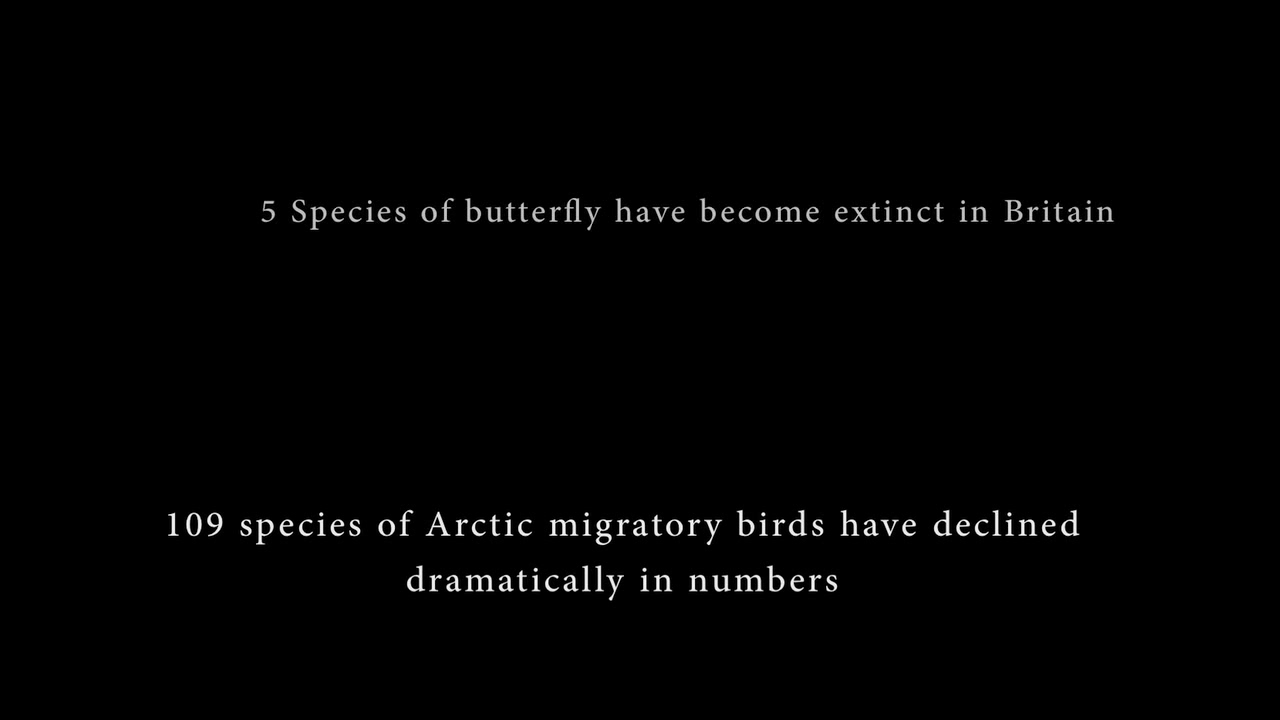 5 Species of butterfly have become extinct in Britain
109 species of Arctic migratory birds have declined
dramatically in numbers